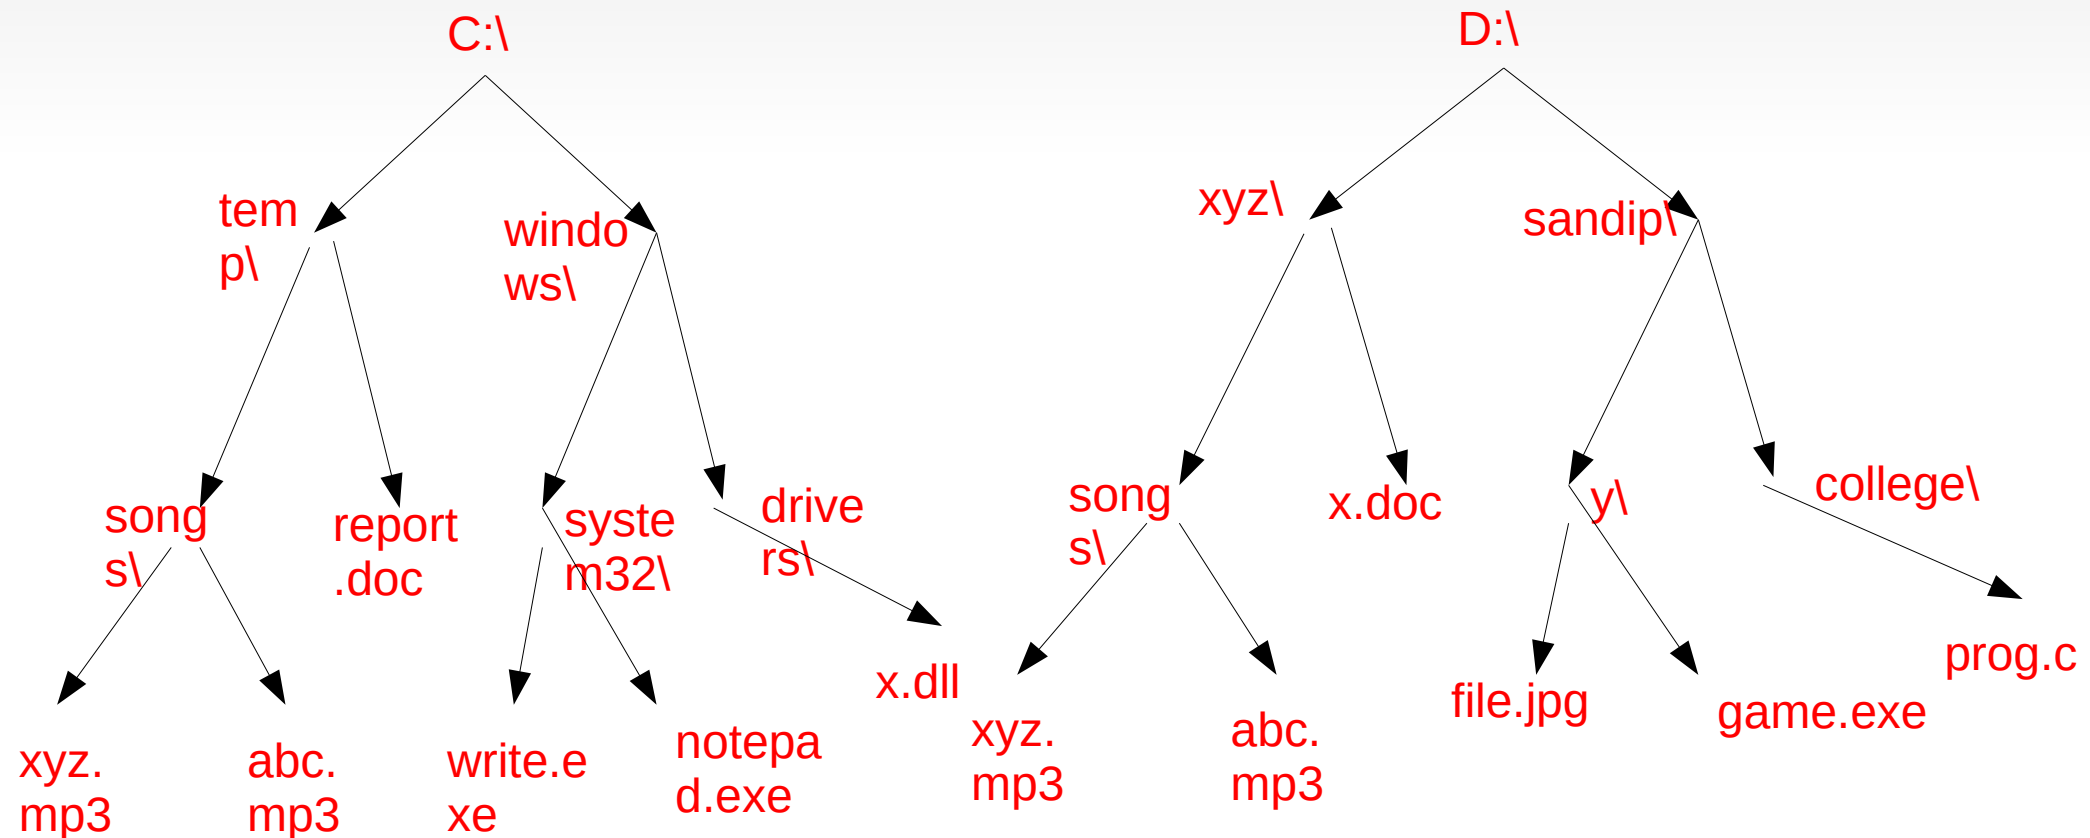 C:\
D:\
tem
p\
windo
ws\
xyz\
sandip\
song
s\
report
.doc
syste
m32\
drive
rs\
song
s\
x.doc
y\
college\
xyz.
mp3
abc.
mp3
write.e
xe
notepa
d.exe
x.dll
xyz.
mp3
abc.
mp3
file.jpg
game.exe
prog.c